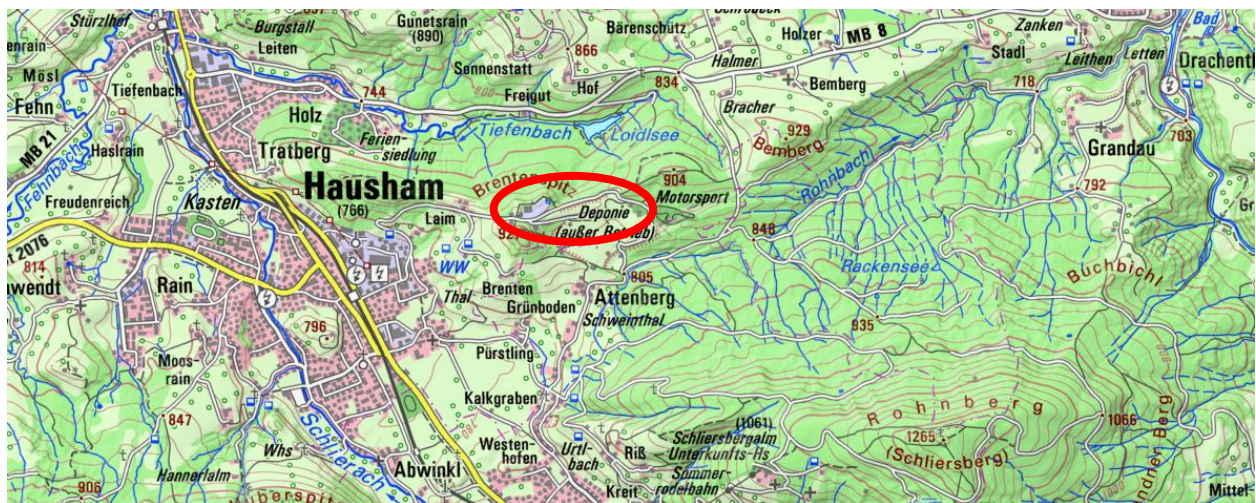 Stürzlhof
Burgstall
Leiten
Gunetsrain
(890)
Bärenschütz
866
Holzer
MB 8
Zanken
Stadl
Leithen
Letten
Bad
Mösl
Tiefenbach
Sonnenstatt
Hof
Halmer
834
Bemberg
718
Fehn
744
Freigut
Bracher
703
MB 21
Haslrain
Holz
Tiefenbach
Loidlsee
929
Bemberg
Grandau
Fehnbach
Tratberg
Ferien-
siedlung
Brentenspitz
904
Rohnbach
792
Freudenreich
Kasten
Hausham
(766)
Laim
Deponie
(außer Betrieb)
Motorsport
848
2076
814
WW
805
Rackensee
Buchbichl
Rain
Thal
Brenten
Grünboden
Attenberg
Schweinthal
935
796
Moos-
rain
Pürstling
847
Schlierach
Kalkgraben
Rohnberg
1066
Whs
Westen-
hofen
Urtl-
bach
Riß
(1061)
Schliersbergalm
Unterkunfts-Hs
1265
(Schliersberg)
Hannerlalm
Abwinkl
Sommer-
rodelbahn
906
Kreit
Mittel